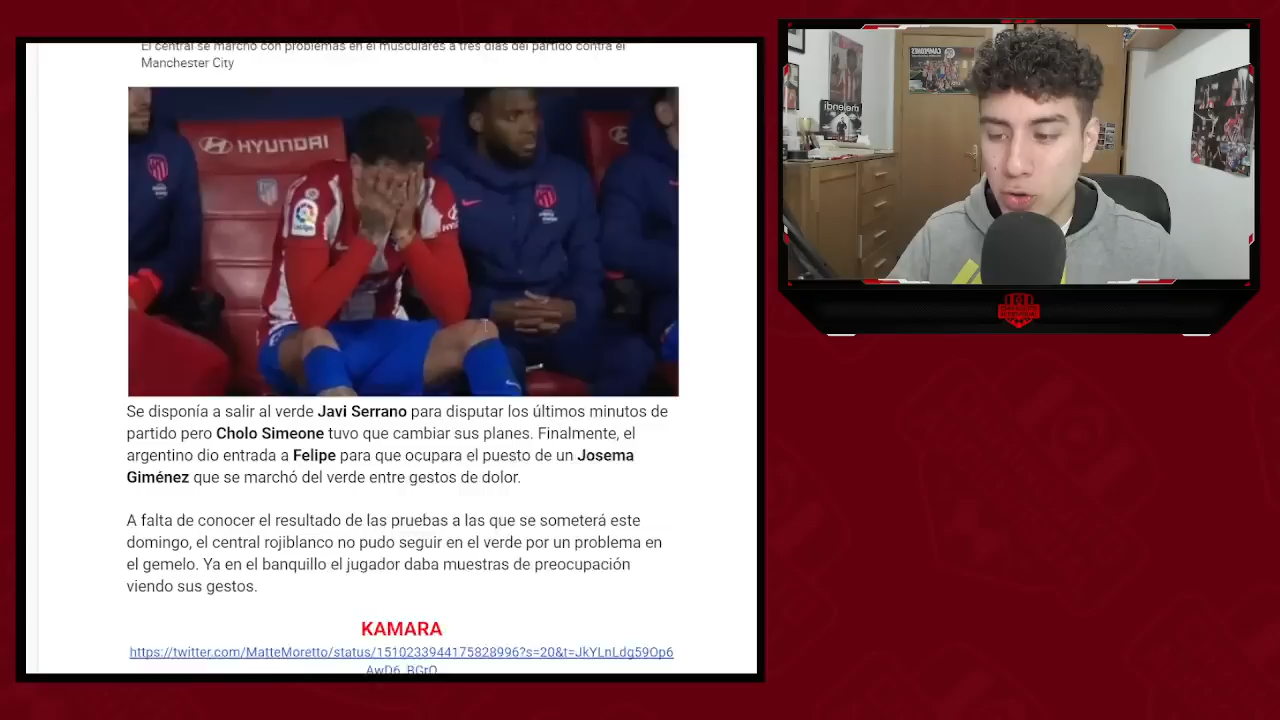 El central se marchó con problemas en el musculares a tres días del partido contra el
Manchester City
HYUNDAI
LaLiga
Se disponía a salir al verde Javi Serrano para disputar los últimos minutos de
partido pero Cholo Simeone tuvo que cambiar sus planes. Finalmente, el
argentino dio entrada a Felipe para que ocupara el puesto de un Josema
Giménez que se marchó del verde entre gestos de dolor.
A falta de conocer el resultado de las pruebas a las que se someterá este
domingo, el central rojiblanco no pudo seguir en el verde por un problema en
el gemelo. Ya en el banquillo el jugador daba muestras de preocupación
viendo sus gestos.
KAMARA
https://twitter.com/MatteMoretto/status/1510233944175828996?s=20&t=JkYLnLdg59Op6
AwD6_BGrQ
melendi
CAMPEONES